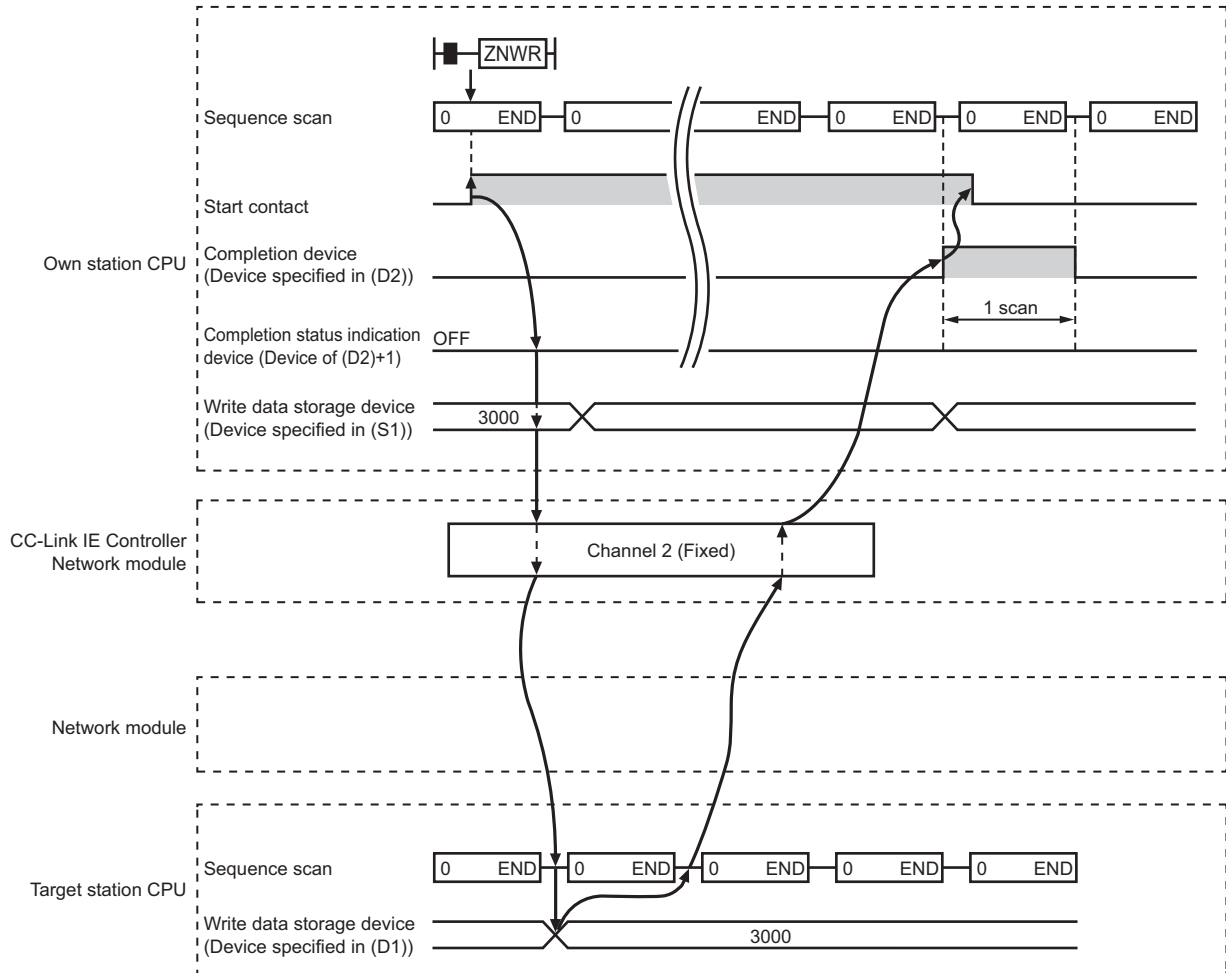 ZNWR
Sequence scan
0 END 0 END 0 END 0 END 0 END
Start contact
Own station CPU
Completion device
(Device specified in (D2))
1 scan
Completion status indication
device (Device of (D2)+1)
OFF
Write data storage device
(Device specified in (S1))
3000
CC-Link IE Controller
Network module
Channel 2 (Fixed)
Network module
Target station CPU
Sequence scan
0 END 0 END 0 END 0 END 0 END
Write data storage device
(Device specified in (D1))
3000